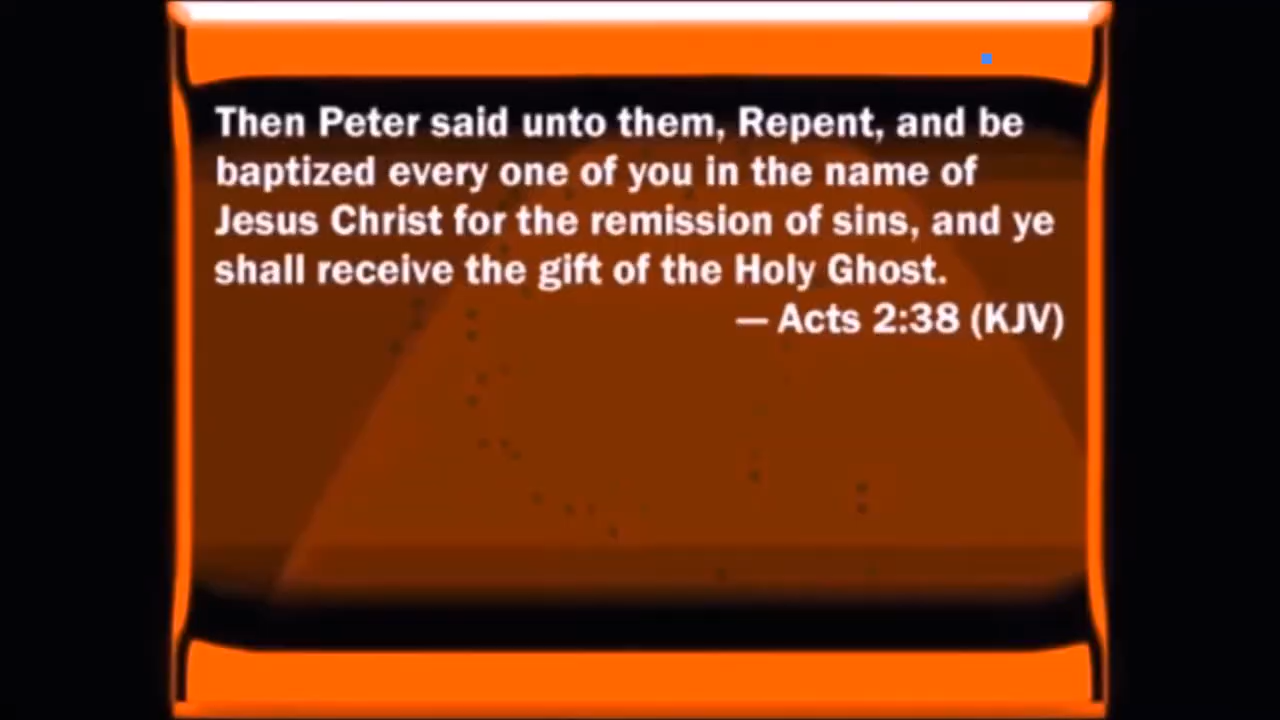 Then Peter said unto them, Repent, and be
baptized every one of you in the name of
Jesus Christ for the remission of sins, and ye
shall receive the gift of the Holy Ghost.
— Acts 2:38 (KJV)